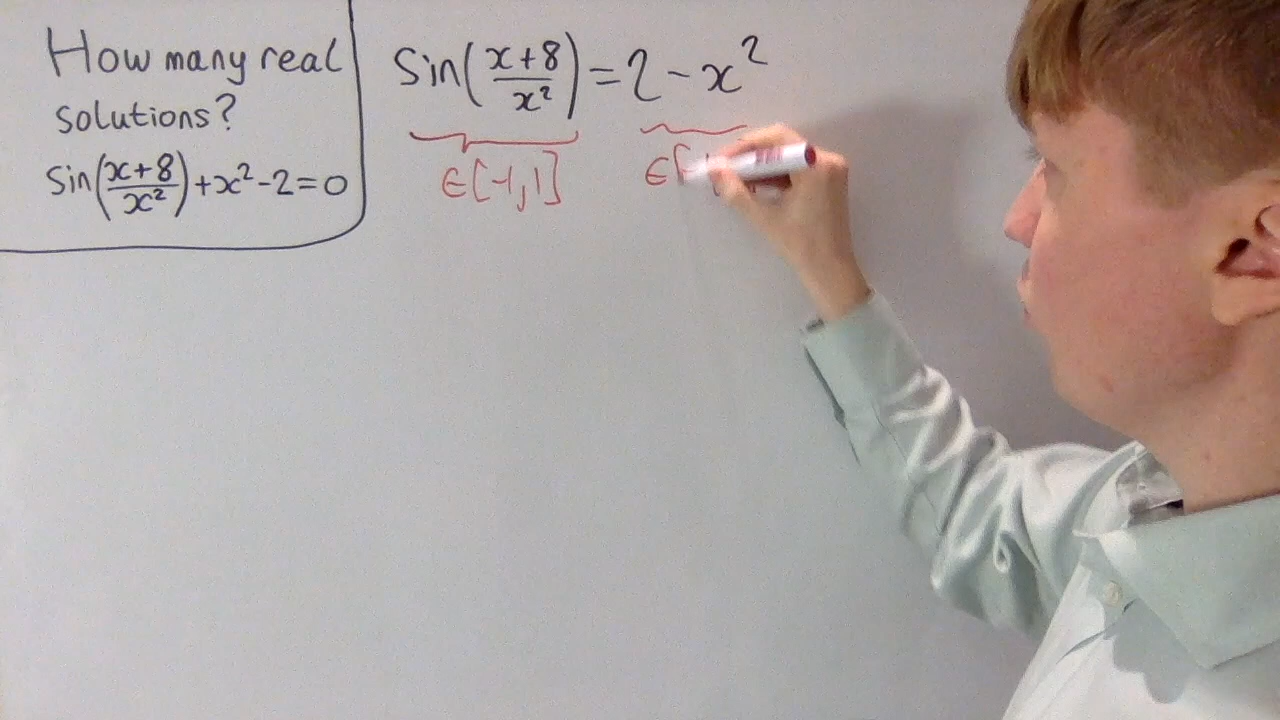 How many real
solutions?
Sin((x+8)/x²)+x²-2=0
Sin((x+8)/x²)=2-x²
∈[-1,1]
∈[